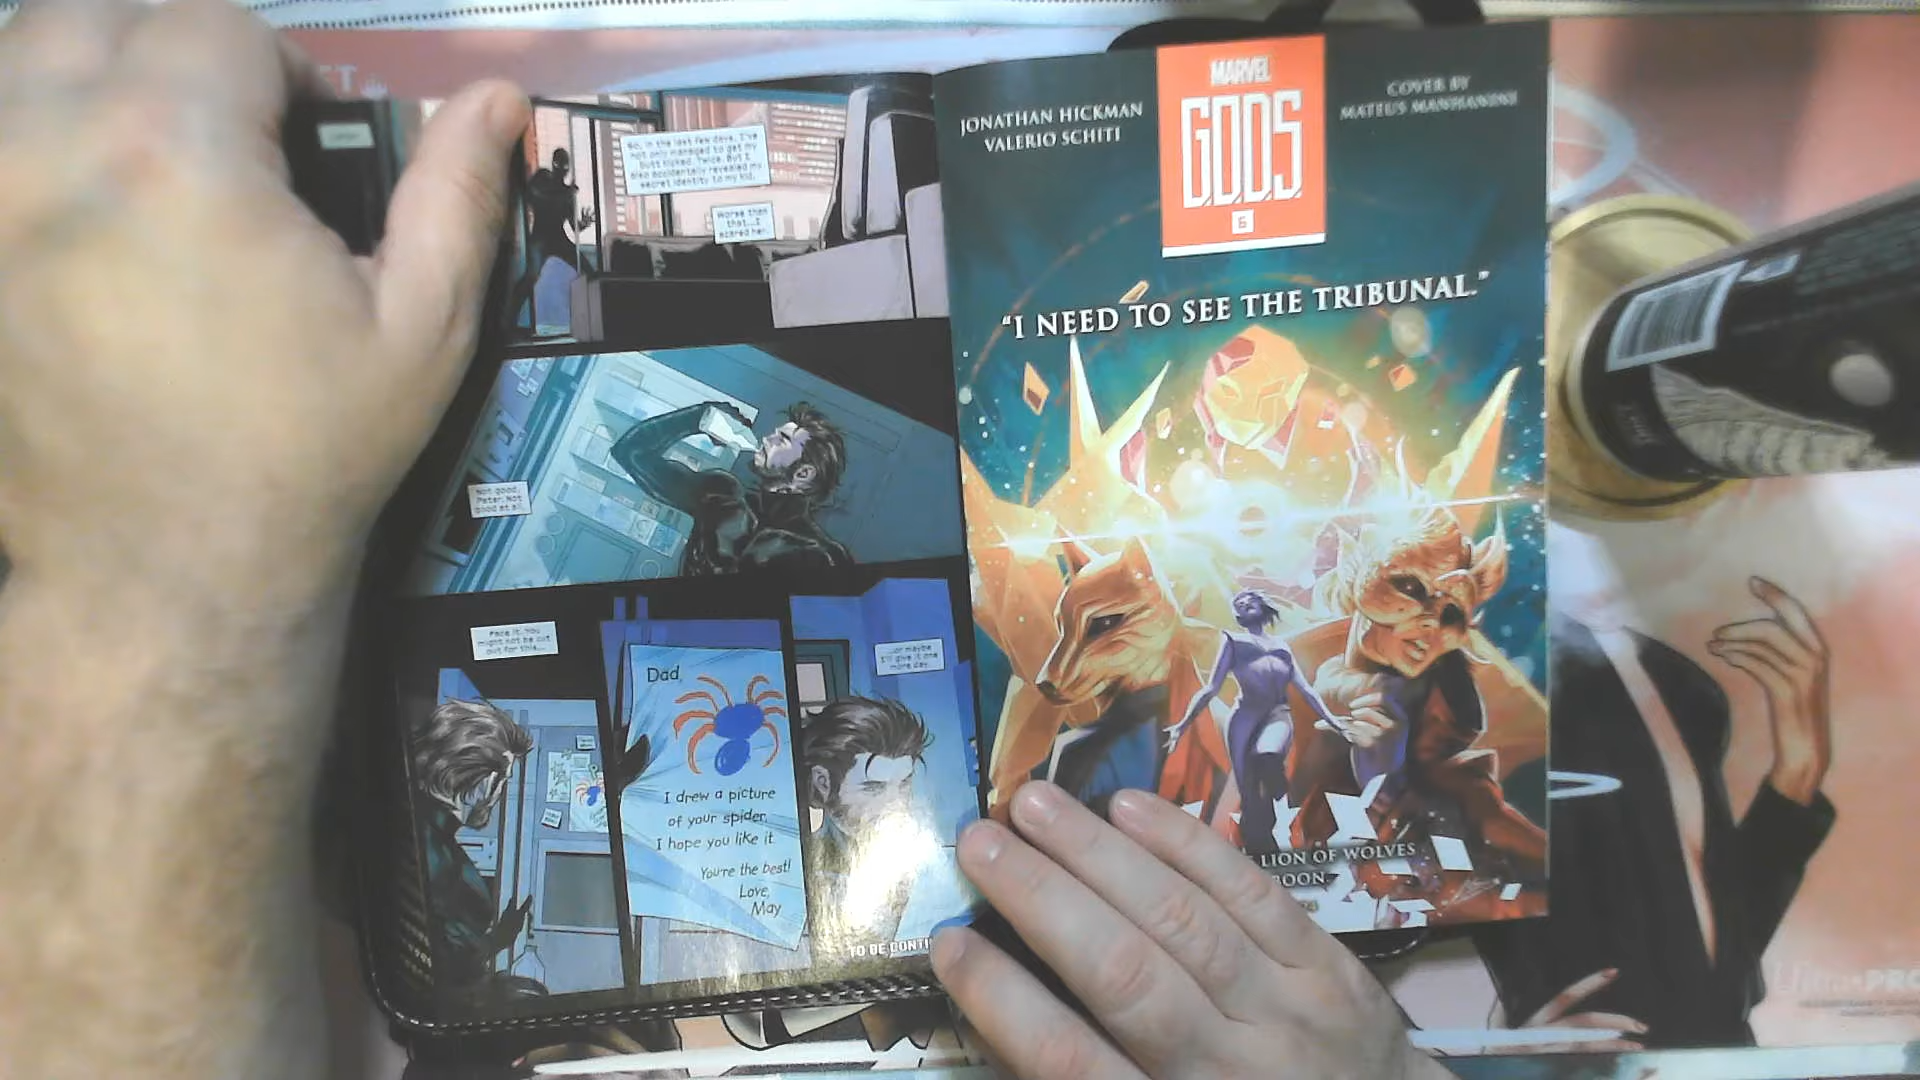 So, in the last few days, I've
not only managed to get my
butt kicked. Twice. But I
also accidentally revealed my
secret identity to my kid.
Worse than
that...I
scared her.
Not good,
Peter. Not
good at all.
Face it. You
might not be cut
out for this...
Dad,
I drew a picture
of your spider.
I hope you like it.
You're the best!
Love,
May
...or maybe
I'll give it one
more day.
TO BE CONTI
JONATHAN HICKMAN
VALERIO SCHITI
MARVEL
G.O.D.S.
6
COVER BY
MATEUS MANHANINI
"I NEED TO SEE THE TRIBUNAL."
LION OF WOLVES